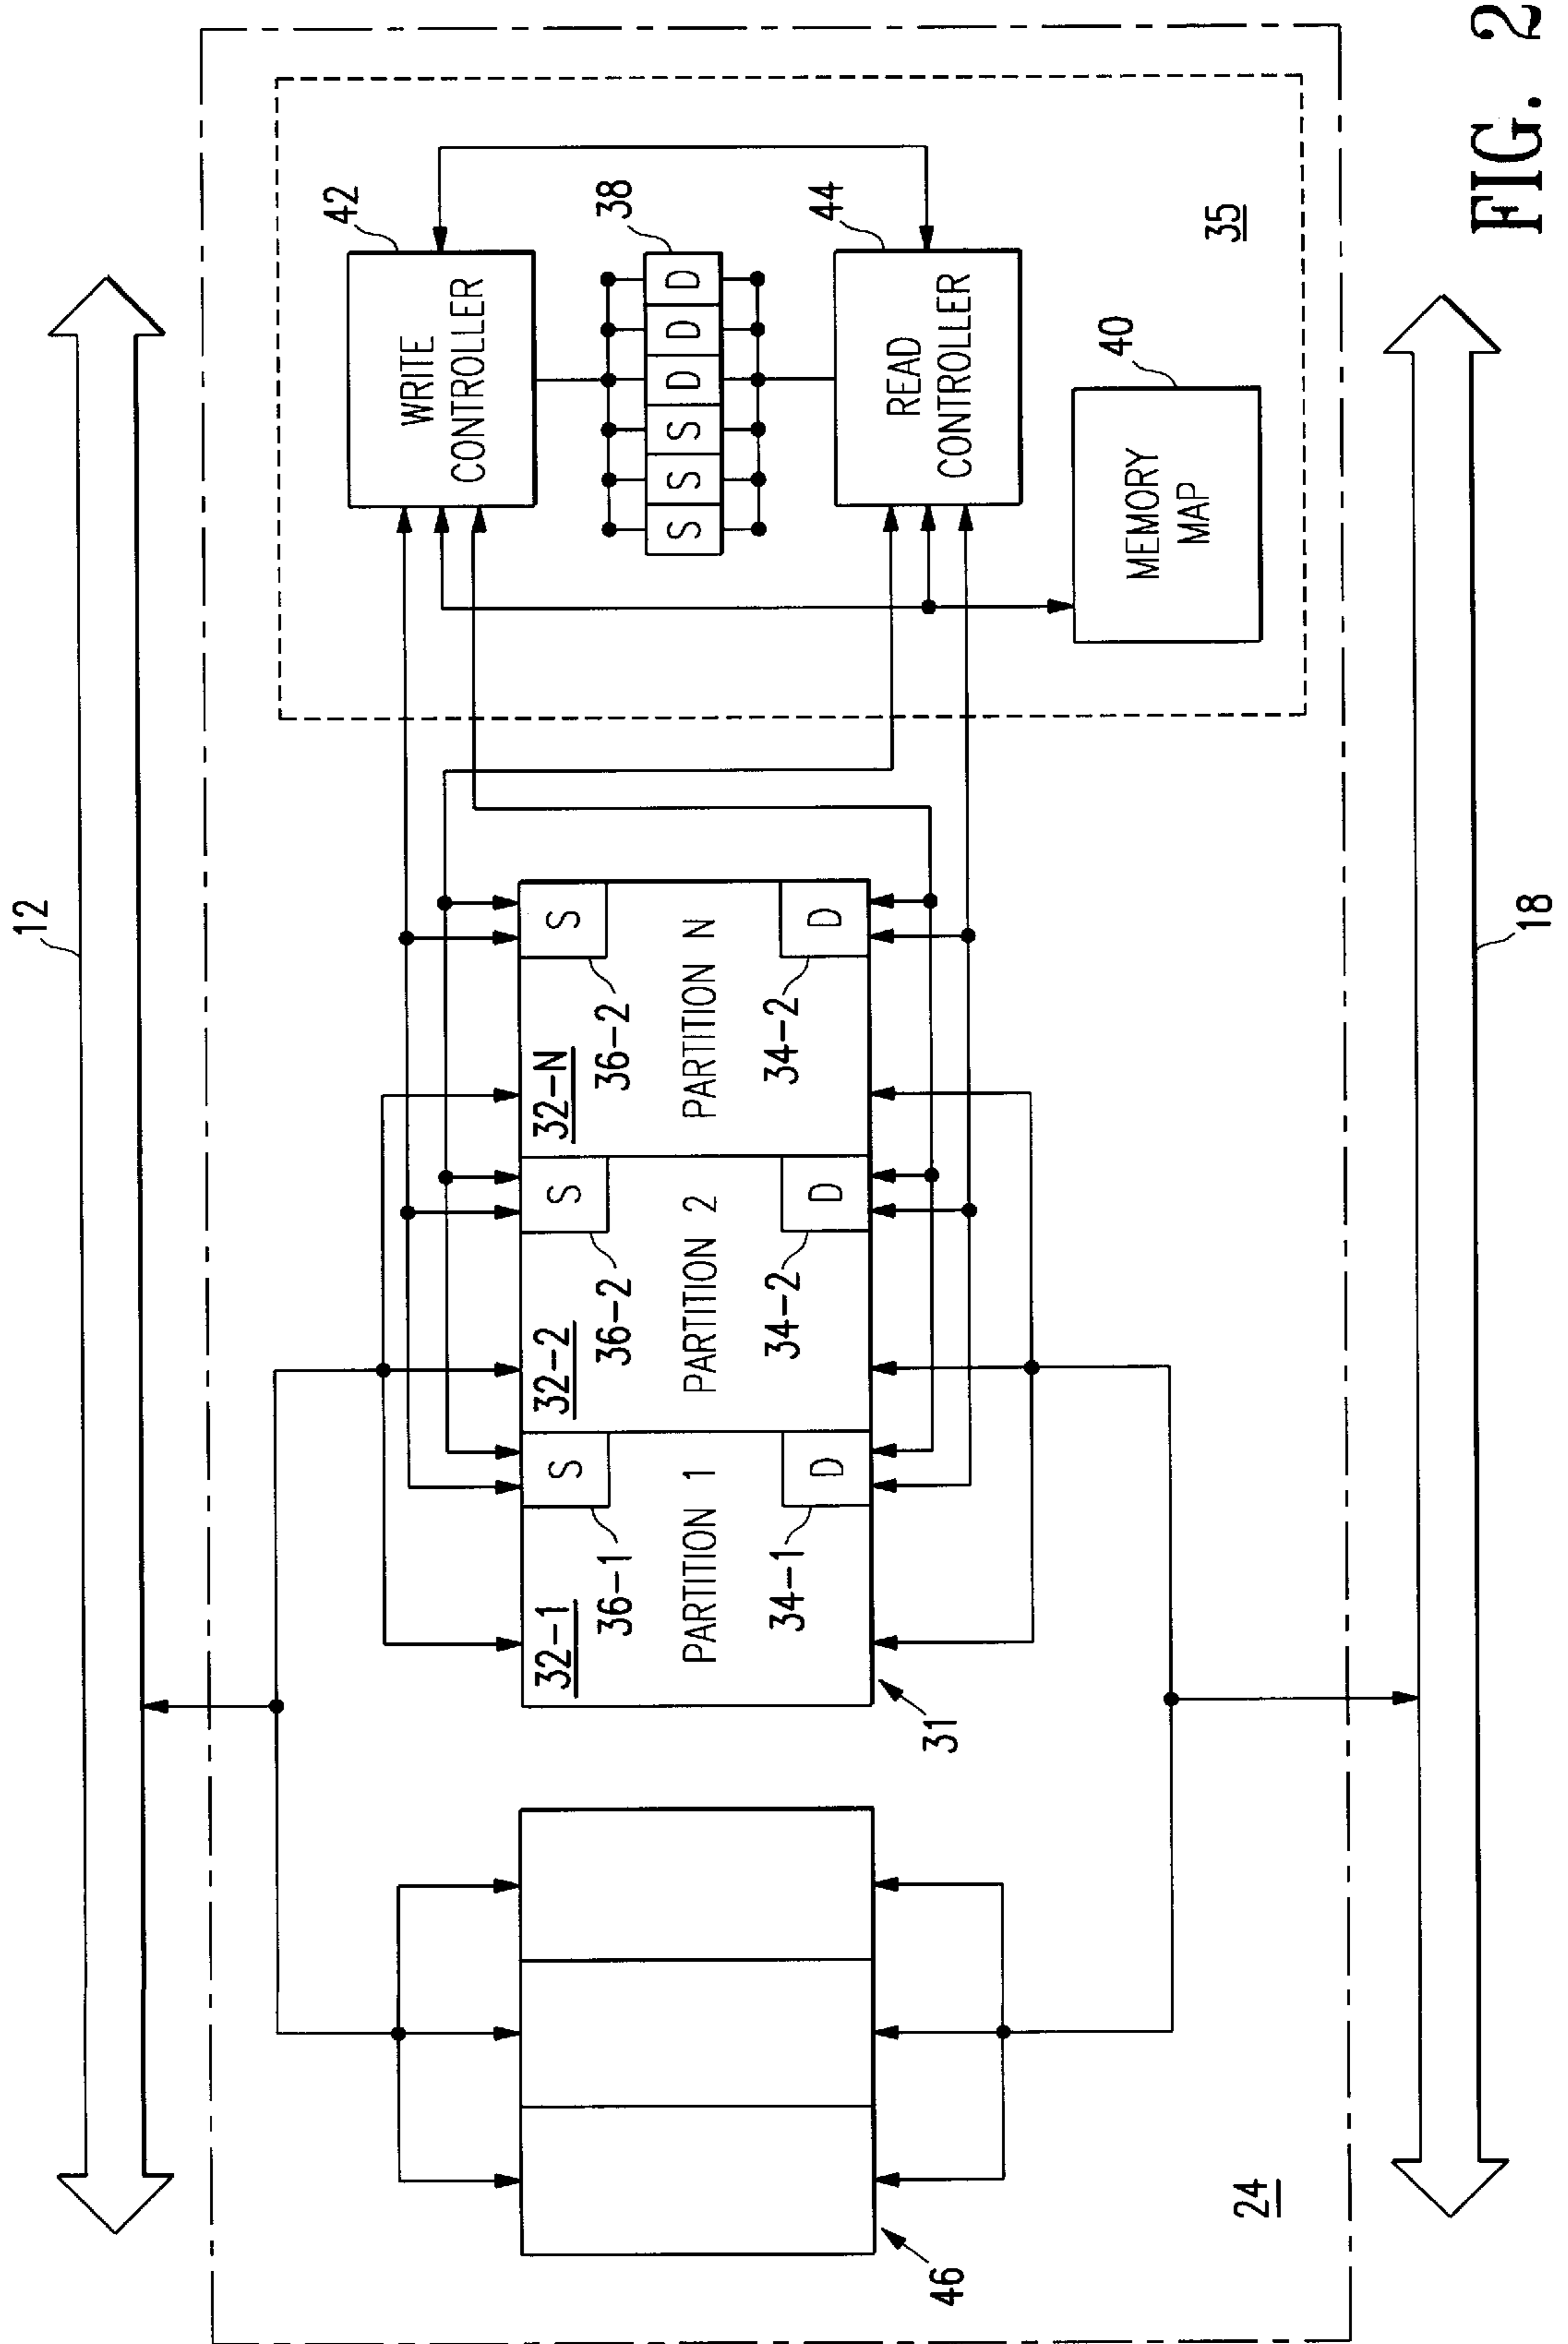 12
42
WRITE
CONTROLLER
38
S S S D D D
44
READ
CONTROLLER
40
MEMORY
MAP
35
32-1
S
36-1
PARTITION 1
34-1
D
32-2
S
36-2
PARTITION 2
34-2
D
32-N
S
36-2
PARTITION N
34-2
D
31
46
24
18
FIG. 2